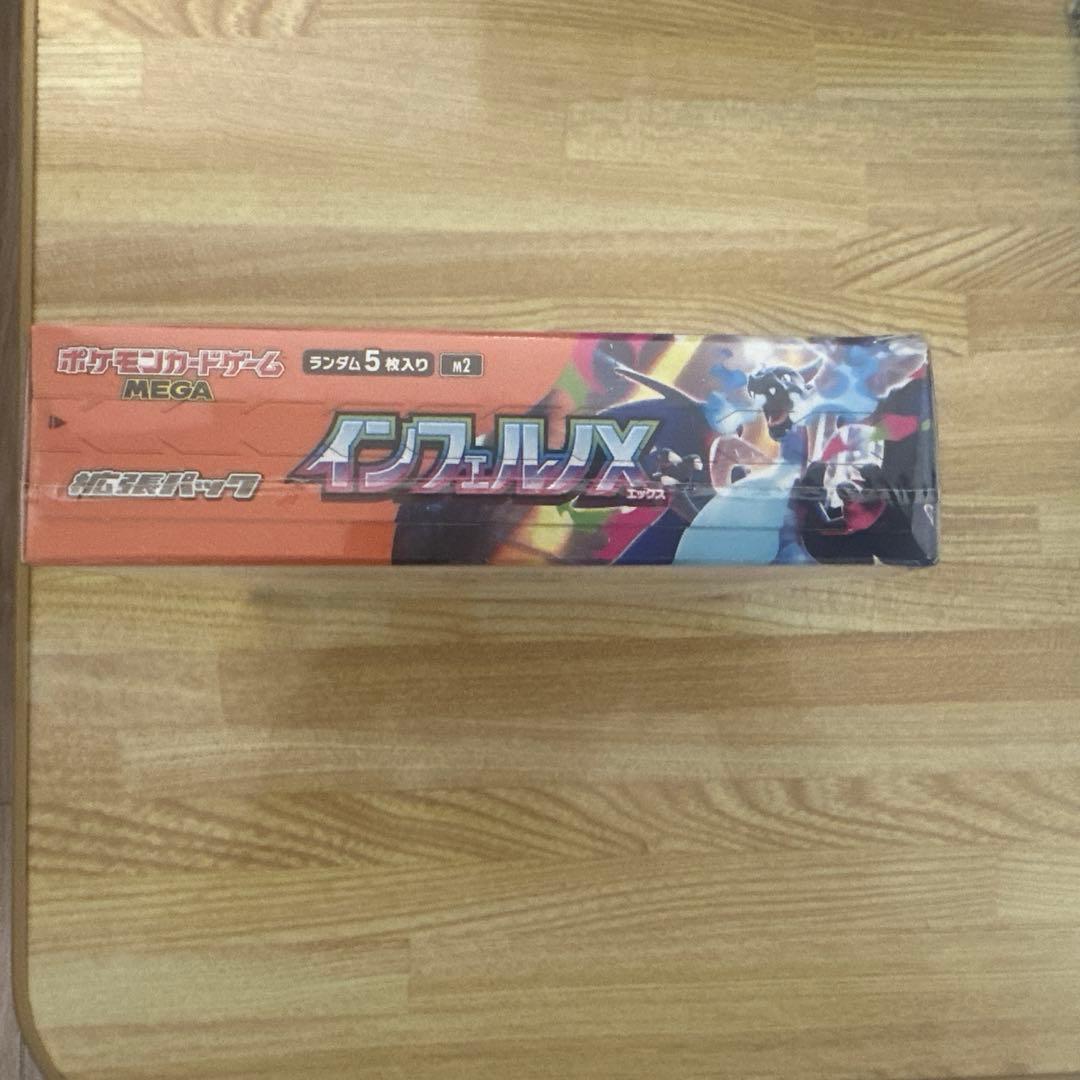 ポケモンカードゲーム
MEGA
ランダム5枚入り
M2
拡張パック
インフェルノX
エックス